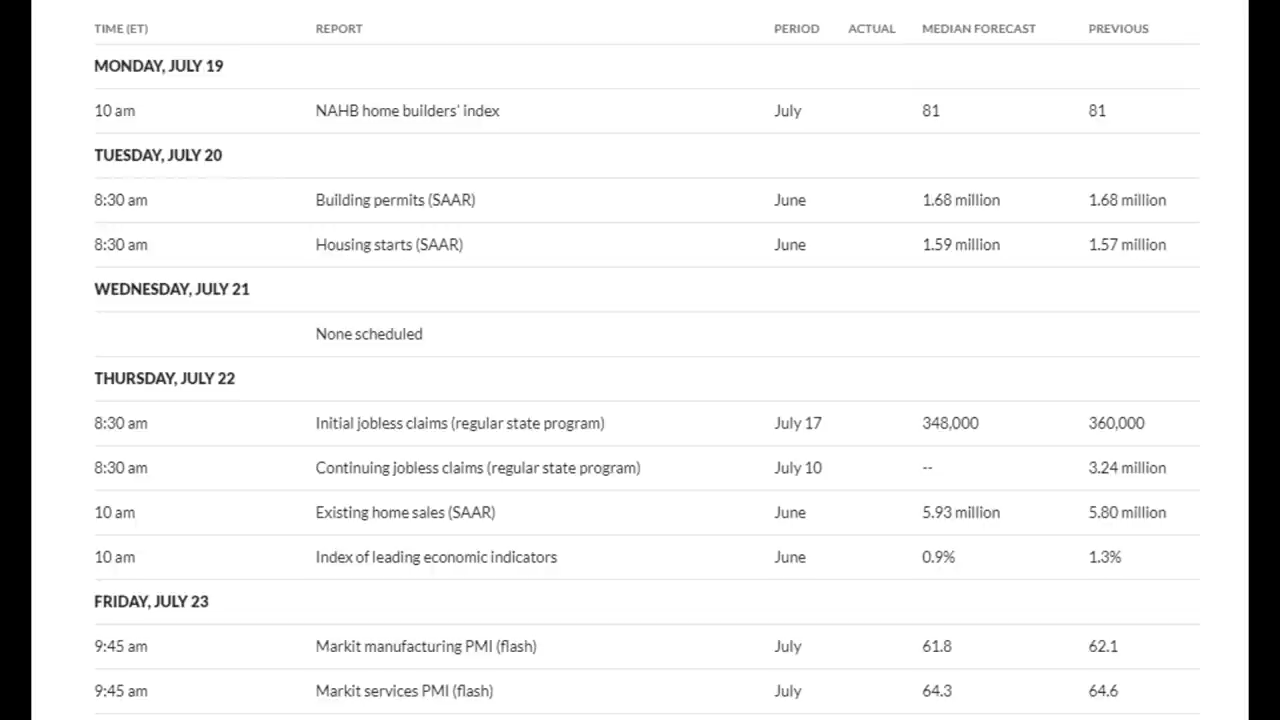 TIME (ET) REPORT PERIOD ACTUAL MEDIAN FORECAST PREVIOUS
MONDAY, JULY 19
10 am NAHB home builders' index July 81 81
TUESDAY, JULY 20
8:30 am Building permits (SAAR) June 1.68 million 1.68 million
8:30 am Housing starts (SAAR) June 1.59 million 1.57 million
WEDNESDAY, JULY 21
None scheduled
THURSDAY, JULY 22
8:30 am Initial jobless claims (regular state program) July 17 348,000 360,000
8:30 am Continuing jobless claims (regular state program) July 10 -- 3.24 million
10 am Existing home sales (SAAR) June 5.93 million 5.80 million
10 am Index of leading economic indicators June 0.9% 1.3%
FRIDAY, JULY 23
9:45 am Markit manufacturing PMI (flash) July 61.8 62.1
9:45 am Markit services PMI (flash) July 64.3 64.6